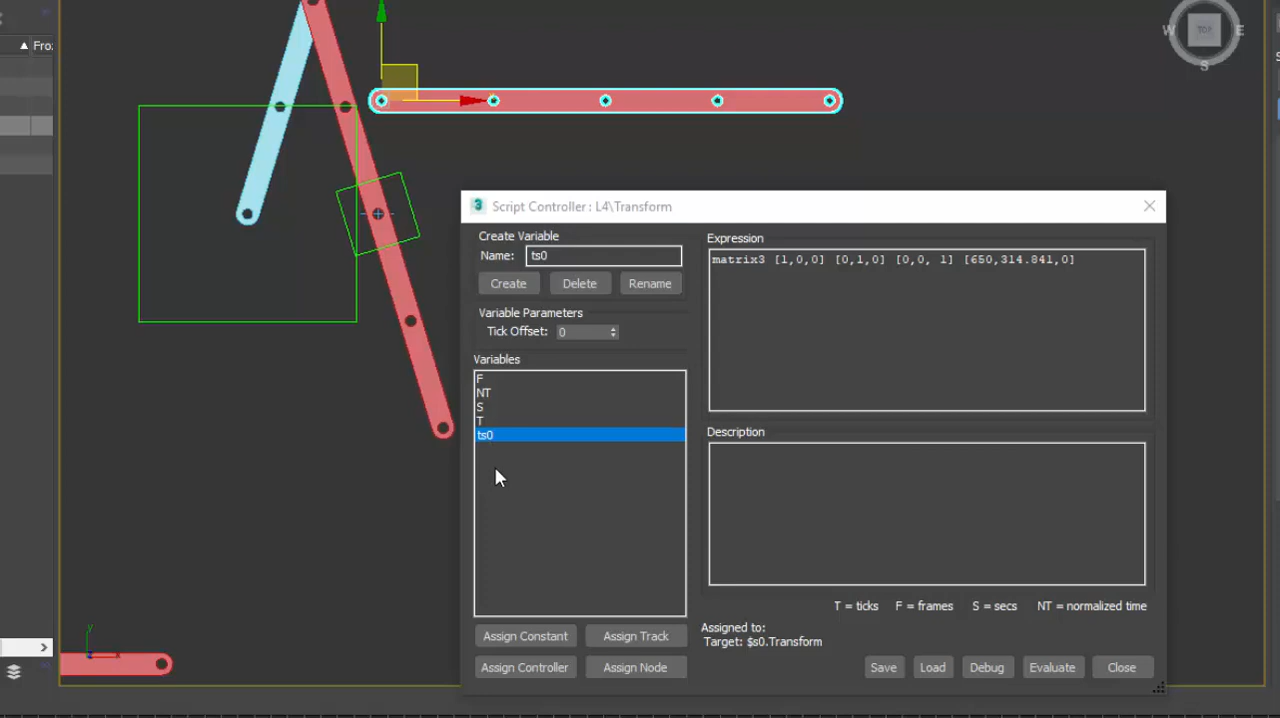 Fro:
W
TOP
E
S
Script Controller : L4\Transform
Create Variable
Name: ts0
Create Delete Rename
Variable Parameters
Tick Offset: 0
Variables
F
NT
S
T
ts0
Assign Constant Assign Track
Assign Controller Assign Node
Expression
matrix3 [1,0,0] [0,1,0] [0,0, 1] [650,314.841,0]
Description
T = ticks F = frames S = secs NT = normalized time
Assigned to:
Target: $s0.Transform
Save Load Debug Evaluate Close
y